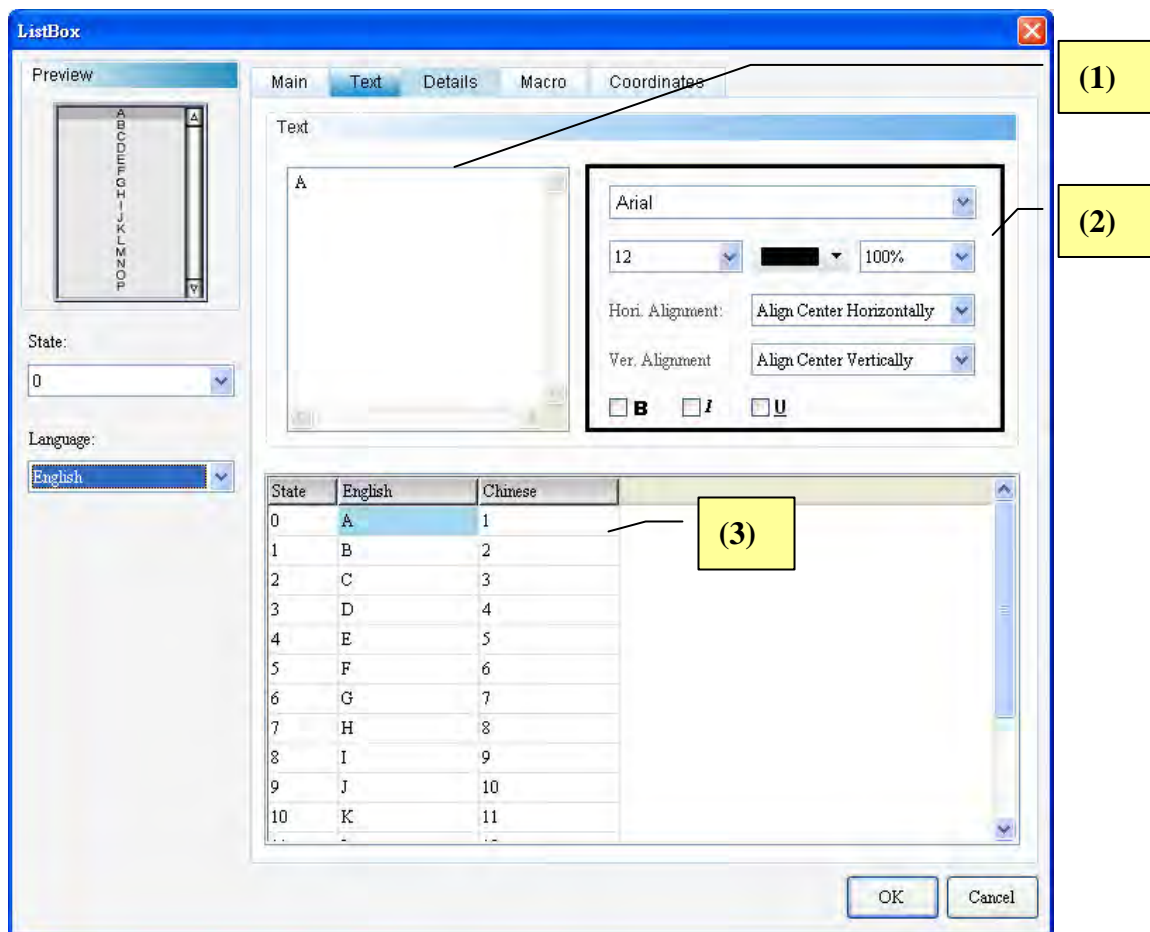 ListBox
Preview
A
B
C
D
E
F
G
H
I
J
K
L
M
N
O
P
State:
0
Language:
English
Main Text Details Macro Coordinates
Text
A
Arial
12 100%
Hori. Alignment: Align Center Horizontally
Ver. Alignment Align Center Vertically
B I U
State English Chinese
0 A 1
1 B 2
2 C 3
3 D 4
4 E 5
5 F 6
6 G 7
7 H 8
8 I 9
9 J 10
10 K 11
OK Cancel
(1)
(2)
(3)